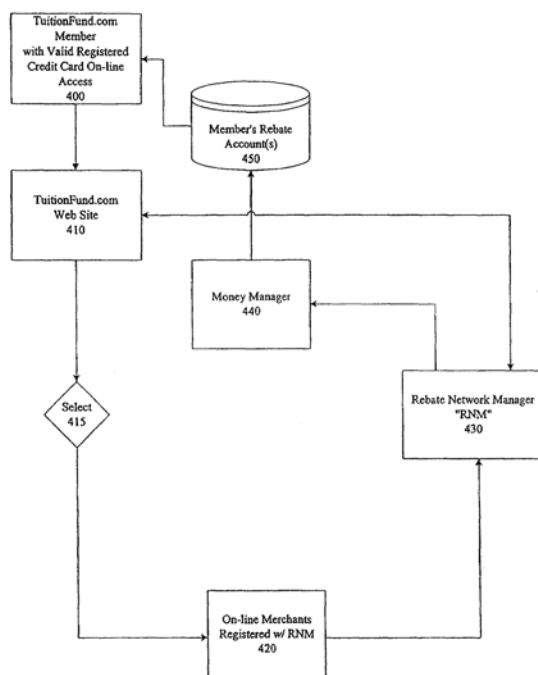 TuitionFund.com
Member
with Valid Registered
Credit Card On-line
Access
400
Member's Rebate
Account(s)
450
TuitionFund.com
Web Site
410
Money Manager
440
Select
415
Rebate Network Manager
"RNM"
430
On-line Merchants
Registered w/ RNM
420